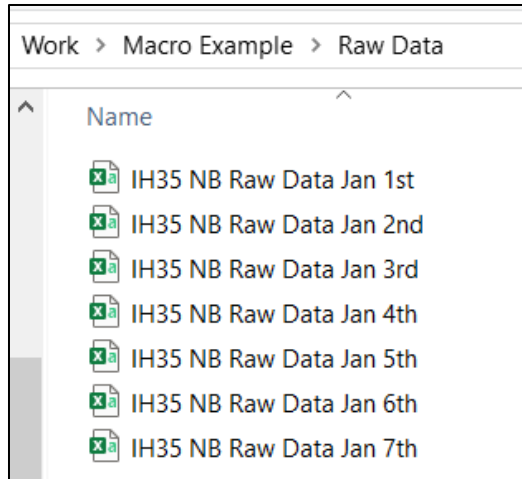 Work > Macro Example > Raw Data
Name
IH35 NB Raw Data Jan 1st
IH35 NB Raw Data Jan 2nd
IH35 NB Raw Data Jan 3rd
IH35 NB Raw Data Jan 4th
IH35 NB Raw Data Jan 5th
IH35 NB Raw Data Jan 6th
IH35 NB Raw Data Jan 7th